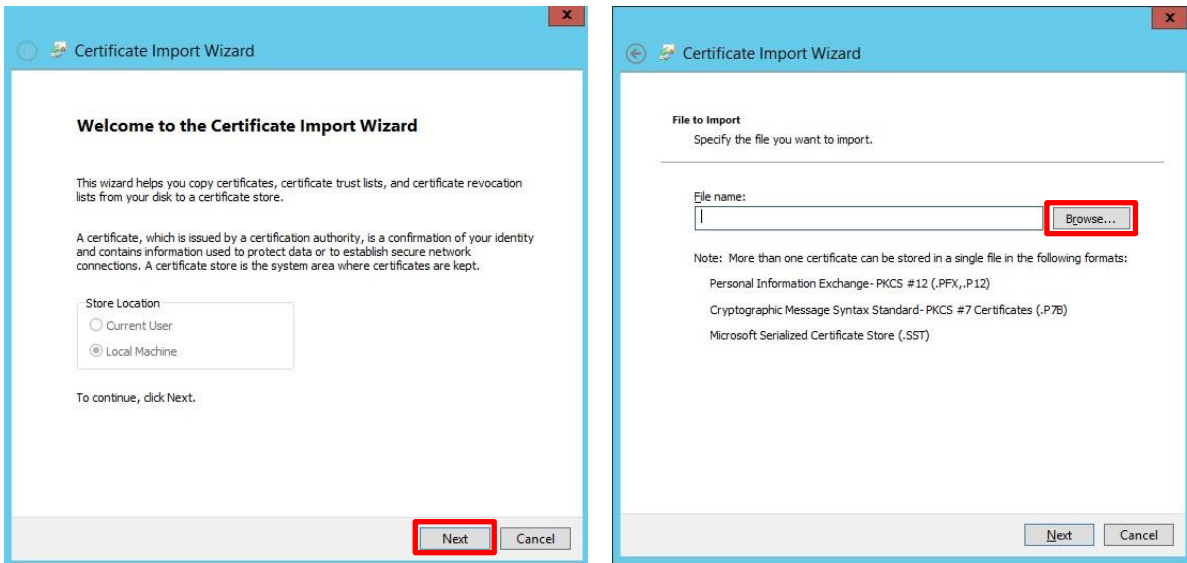 x
Certificate Import Wizard
Welcome to the Certificate Import Wizard
This wizard helps you copy certificates, certificate trust lists, and certificate revocation
lists from your disk to a certificate store.
A certificate, which is issued by a certification authority, is a confirmation of your identity
and contains information used to protect data or to establish secure network
connections. A certificate store is the system area where certificates are kept.
Store Location
Current User
Local Machine
To continue, click Next.
Next
Cancel
x
Certificate Import Wizard
File to Import
Specify the file you want to import.
File name:
Browse...
Note: More than one certificate can be stored in a single file in the following formats:
Personal Information Exchange- PKCS #12 (.PFX,.P12)
Cryptographic Message Syntax Standard- PKCS #7 Certificates (.P7B)
Microsoft Serialized Certificate Store (.SST)
Next
Cancel